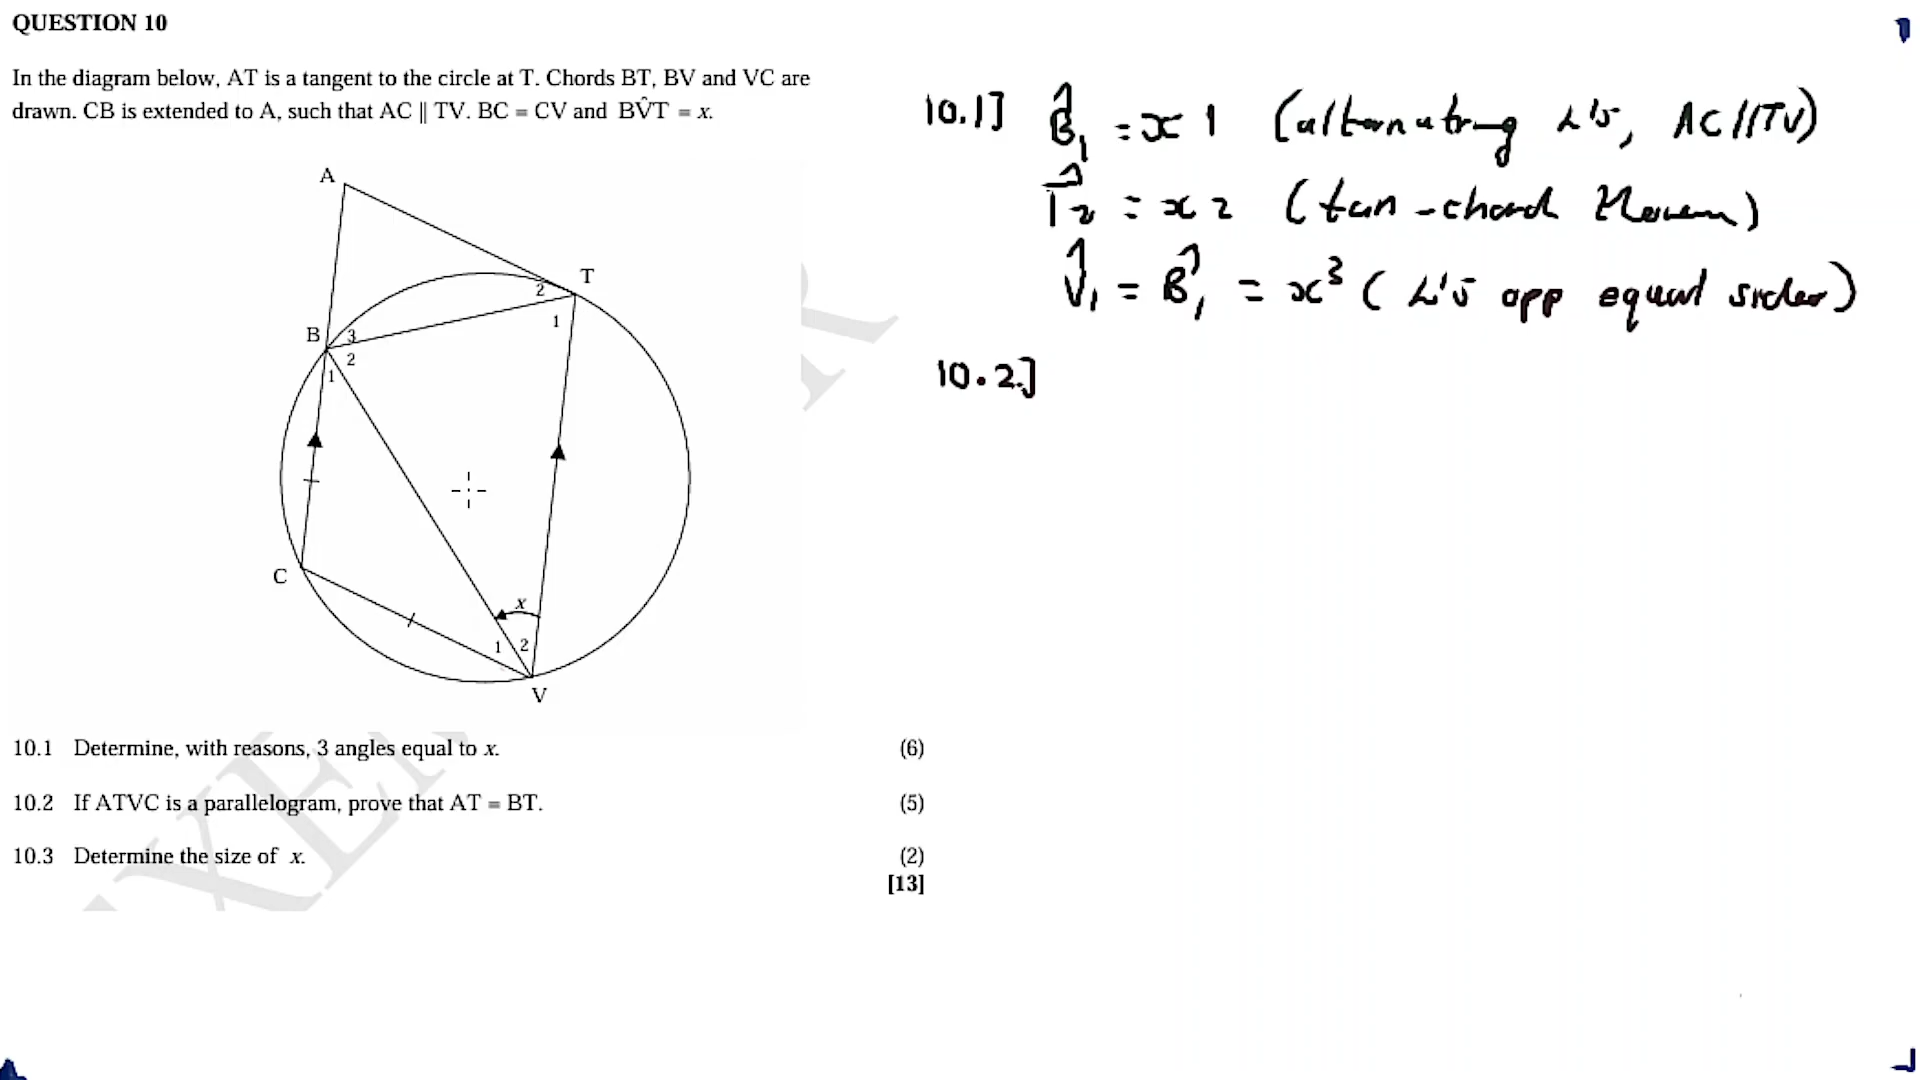 QUESTION 10
In the diagram below, AT is a tangent to the circle at T. Chords BT, BV and VC are
drawn. CB is extended to A, such that AC || TV. BC = CV and BV̂T = x.
A
T
2
1
B
3
2
1
C
x
1
2
V
10.1 Determine, with reasons, 3 angles equal to x. (6)
10.2 If ATVC is a parallelogram, prove that AT = BT. (5)
10.3 Determine the size of x. (2)
[13]
10.1] B̂₁ = x 1 (alternating ∠'s, AC//TV)
T̂₂ = x 2 (tan-chord theorem)
V̂₁ = B̂₁ = x 3 (∠'s opp equal sides)
10.2]